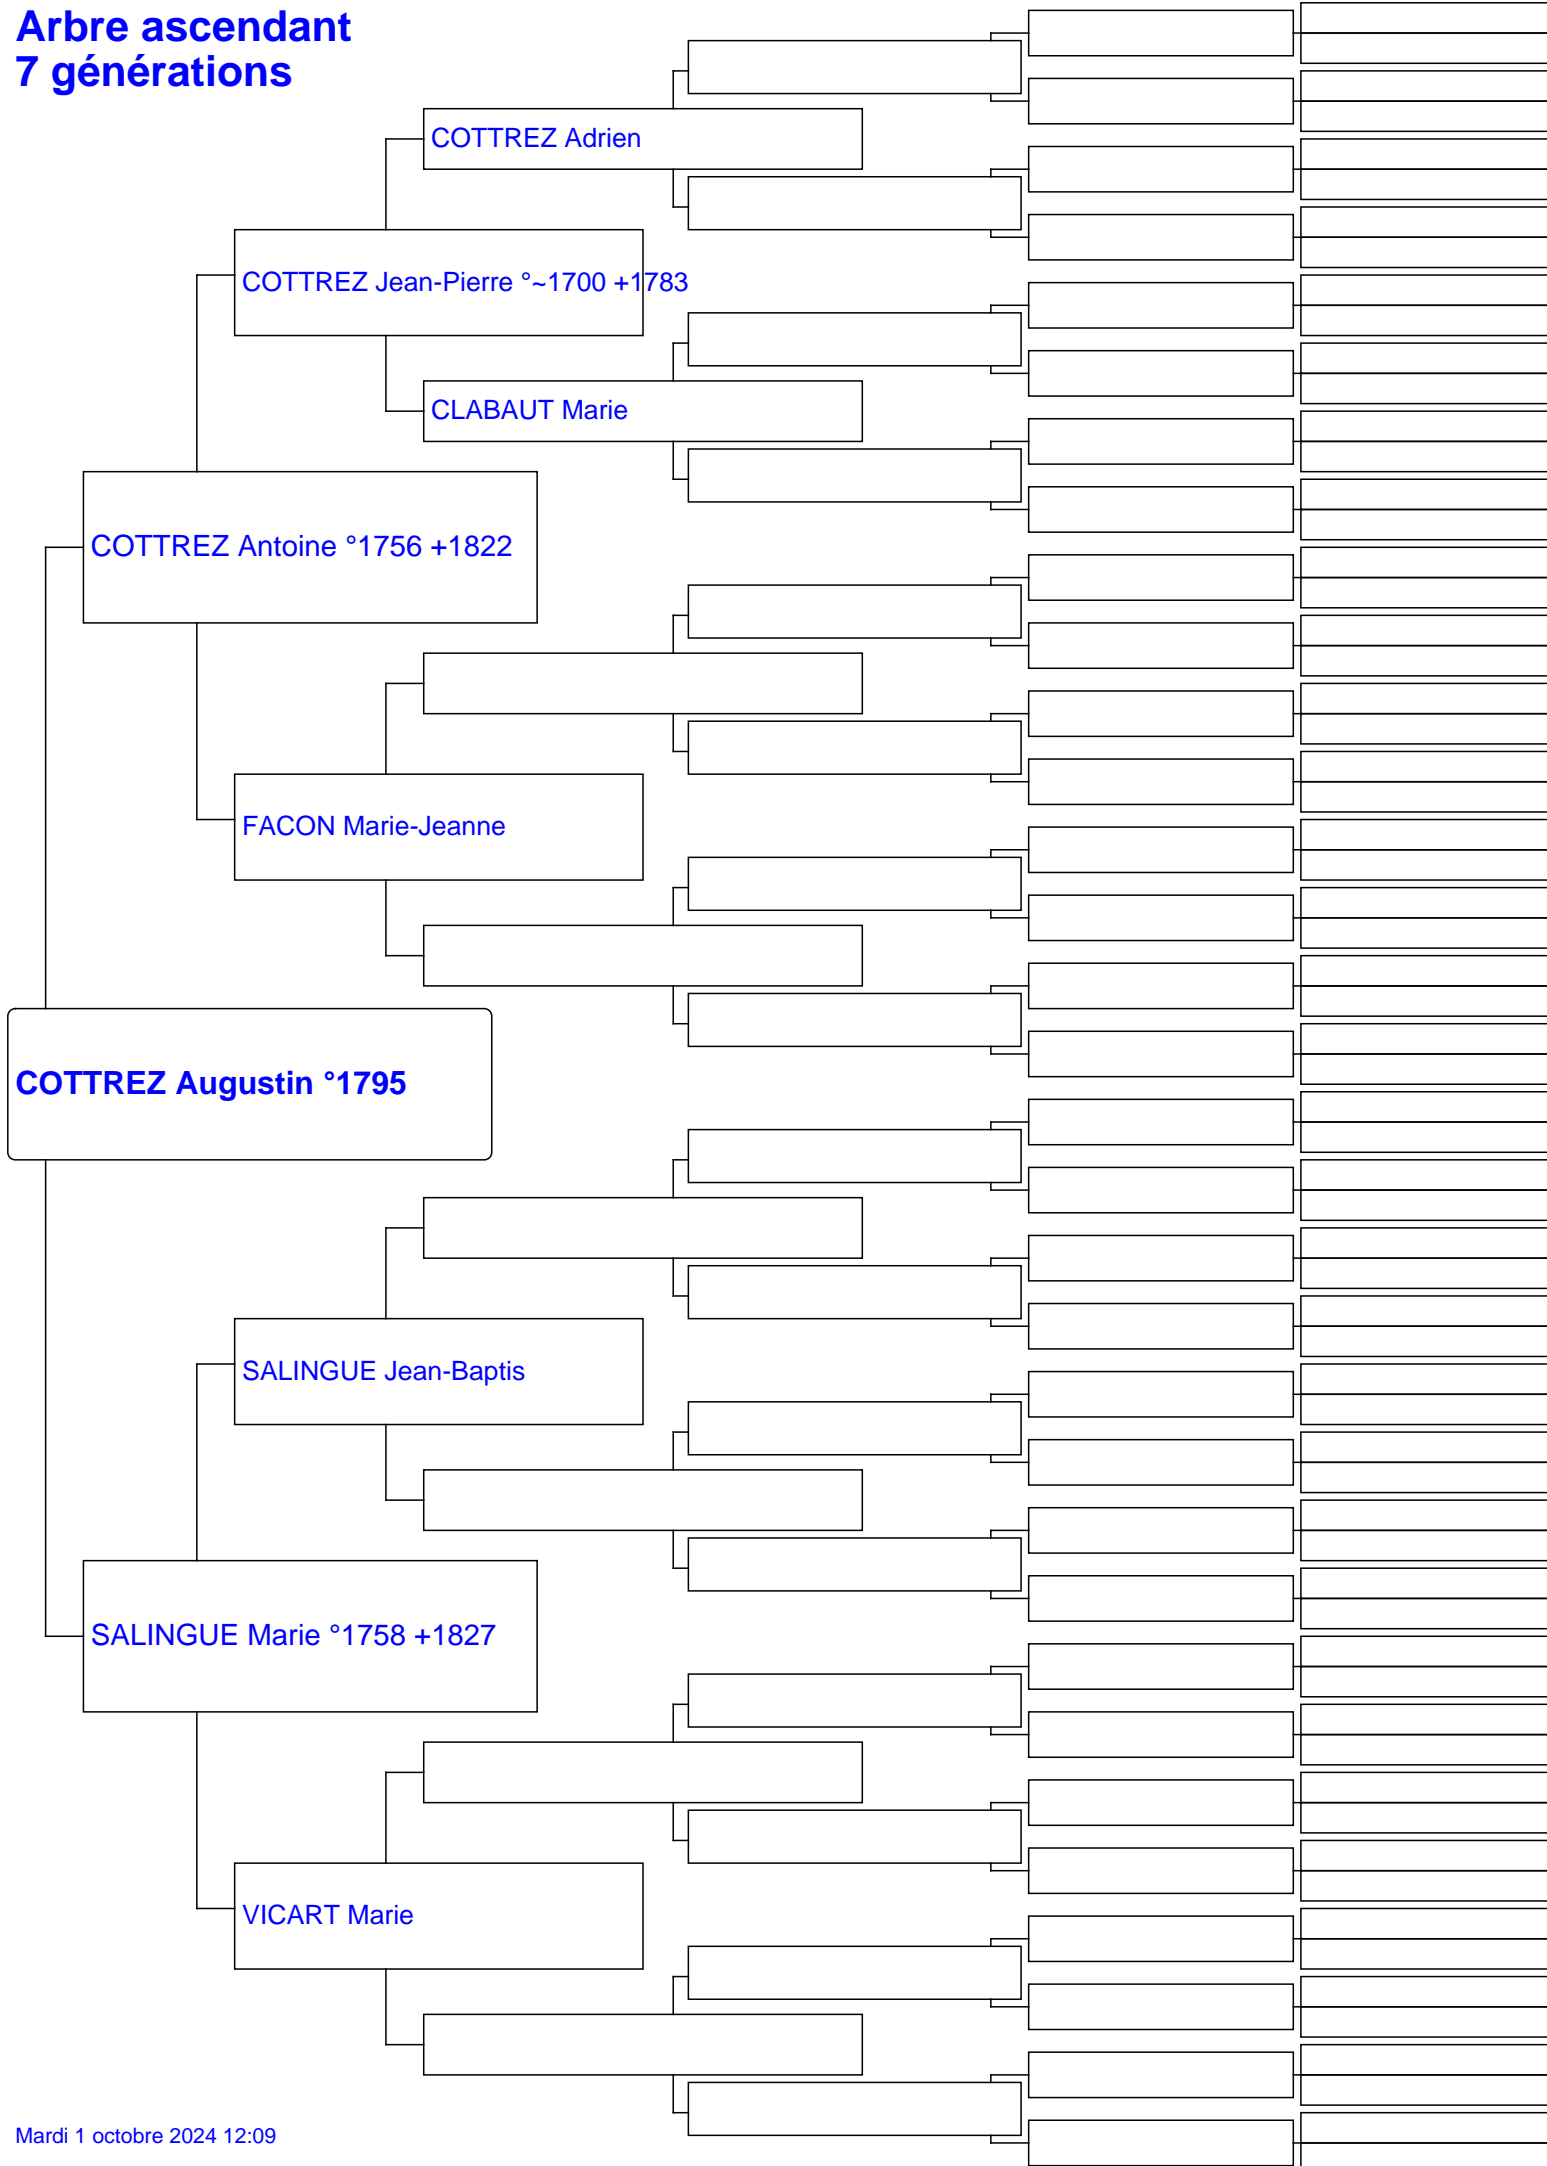 Arbre ascendant
7 générations
COTTREZ Adrien
COTTREZ Jean-Pierre °~1700 +1783
CLABAUT Marie
COTTREZ Antoine °1756 +1822
FACON Marie-Jeanne
COTTREZ Augustin °1795
SALINGUE Jean-Baptis
SALINGUE Marie °1758 +1827
VICART Marie
Mardi 1 octobre 2024 12:09